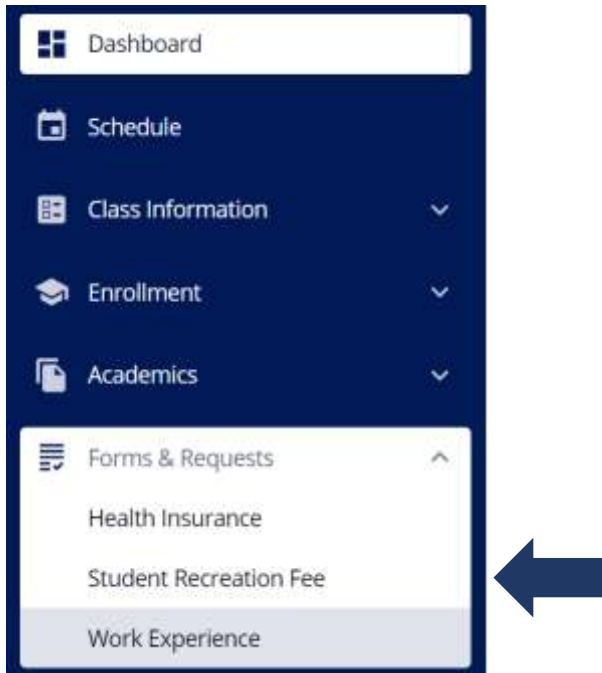 Dashboard
Schedule
Class Information
Enrollment
Academics
Forms & Requests
Health Insurance
Student Recreation Fee
Work Experience